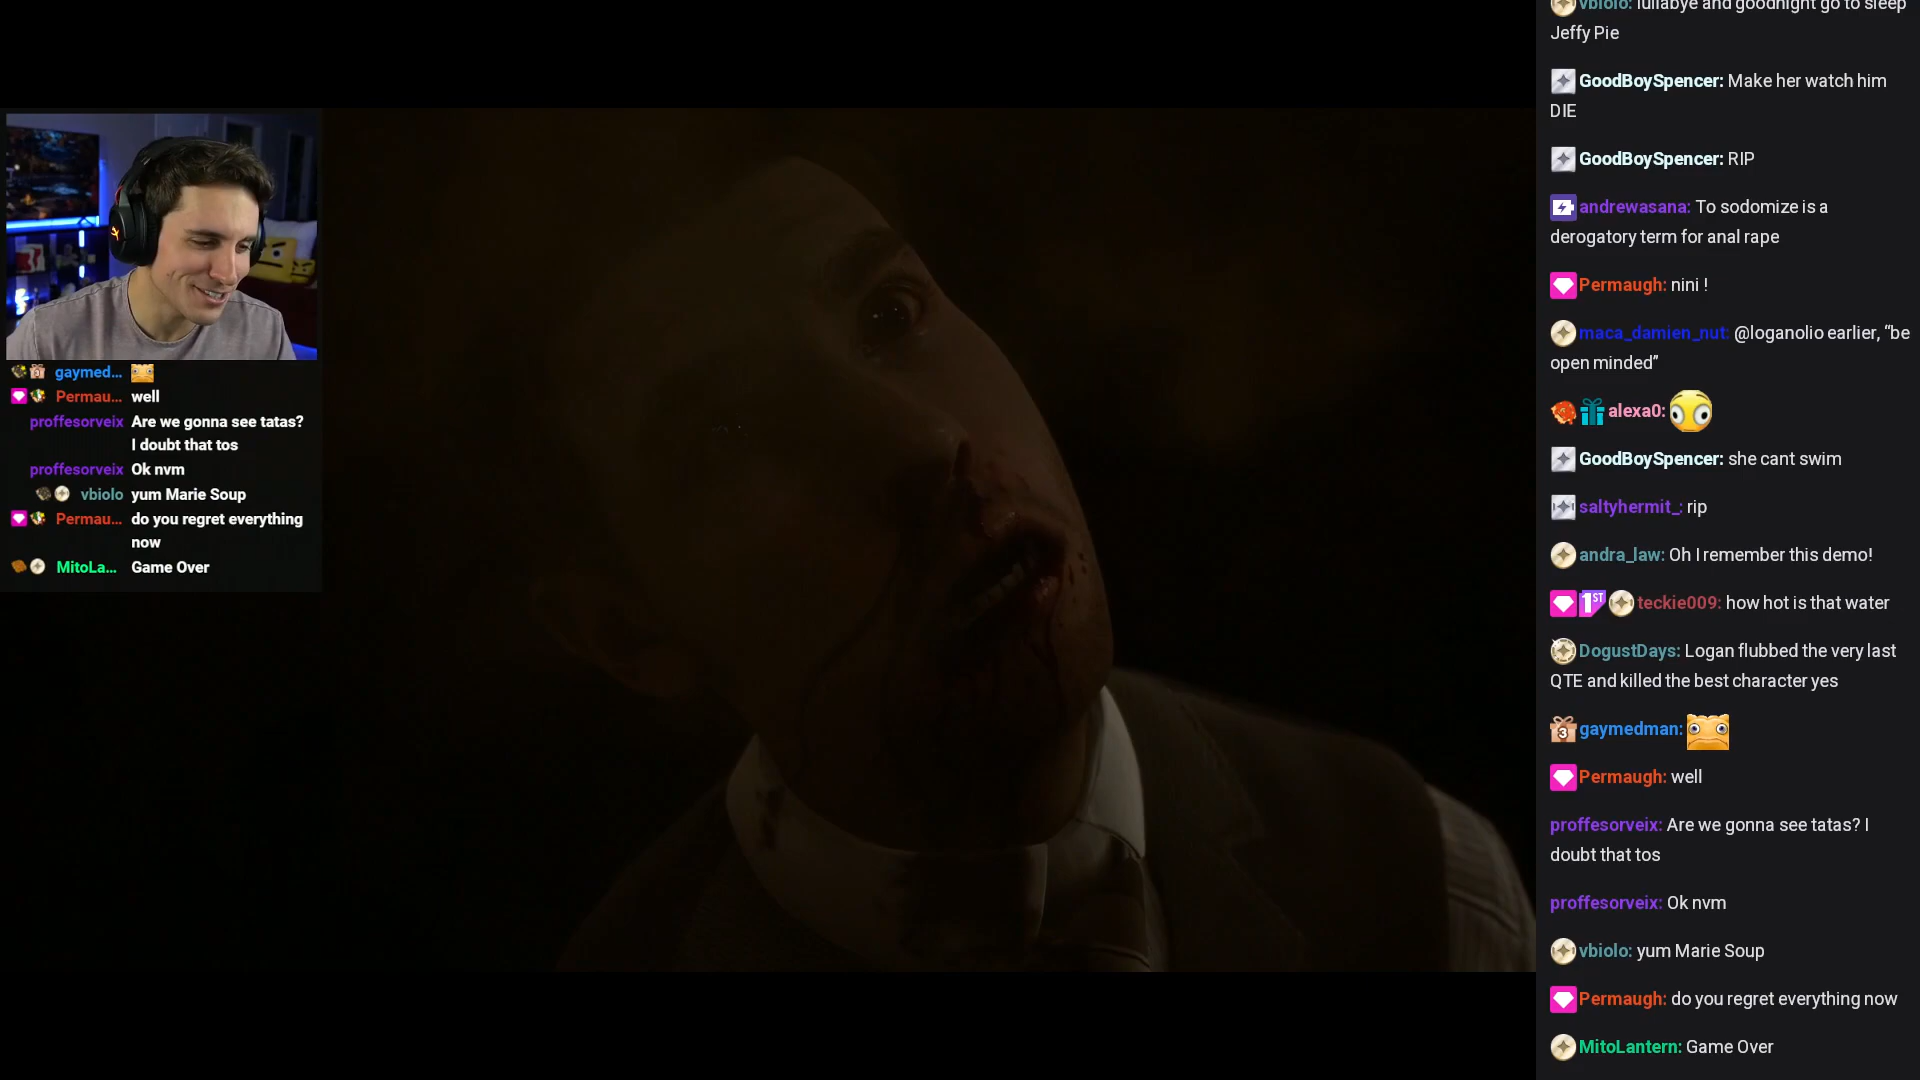 gaymed...
Permau... well
proffesorveix Are we gonna see tatas?
I doubt that tos
proffesorveix Ok nvm
vbiolo yum Marie Soup
Permau... do you regret everything
now
MitoLa... Game Over
vbiolo: lullabye and goodnight go to sleep
Jeffy Pie
GoodBoySpencer: Make her watch him
DIE
GoodBoySpencer: RIP
andrewasana: To sodomize is a
derogatory term for anal rape
Permaugh: nini !
maca_damien_nut: @loganolio earlier, “be
open minded”
alexa0:
GoodBoySpencer: she cant swim
saltyhermit_: rip
andra_law: Oh I remember this demo!
1ST teckie009: how hot is that water
DogustDays: Logan flubbed the very last
QTE and killed the best character yes
3 gaymedman:
Permaugh: well
proffesorveix: Are we gonna see tatas? I
doubt that tos
proffesorveix: Ok nvm
vbiolo: yum Marie Soup
Permaugh: do you regret everything now
MitoLantern: Game Over